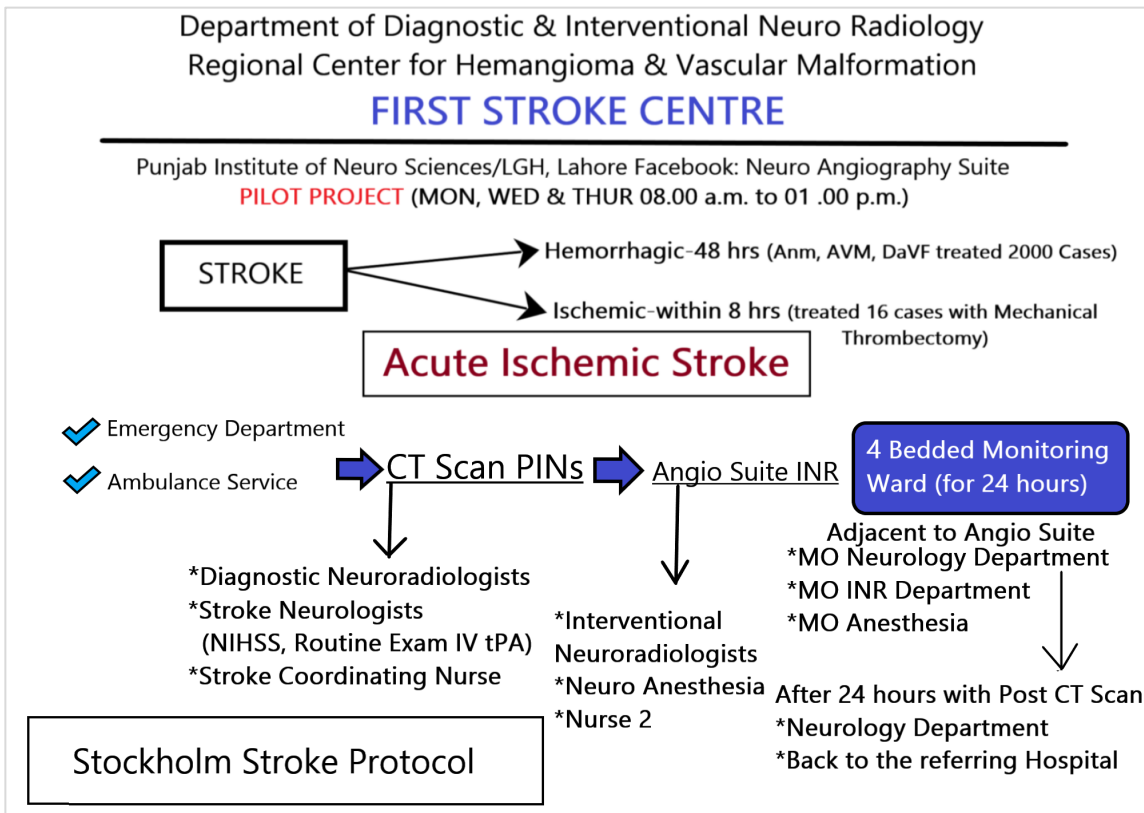 Department of Diagnostic & Interventional Neuro Radiology
Regional Center for Hemangioma & Vascular Malformation
FIRST STROKE CENTRE
Punjab Institute of Neuro Sciences/LGH, Lahore Facebook: Neuro Angiography Suite
PILOT PROJECT (MON, WED & THUR 08.00 a.m. to 01 .00 p.m.)
STROKE
Hemorrhagic-48 hrs (Anm, AVM, DaVF treated 2000 Cases)
Ischemic-within 8 hrs (treated 16 cases with Mechanical
Thrombectomy)
Acute Ischemic Stroke
Emergency Department
Ambulance Service
CT Scan PINs
Angio Suite INR
4 Bedded Monitoring
Ward (for 24 hours)
Adjacent to Angio Suite
*MO Neurology Department
*MO INR Department
*MO Anesthesia
*Diagnostic Neuroradiologists
*Stroke Neurologists
(NIHSS, Routine Exam IV tPA)
*Stroke Coordinating Nurse
*Interventional
Neuroradiologists
*Neuro Anesthesia
*Nurse 2
After 24 hours with Post CT Scan
*Neurology Department
*Back to the referring Hospital
Stockholm Stroke Protocol